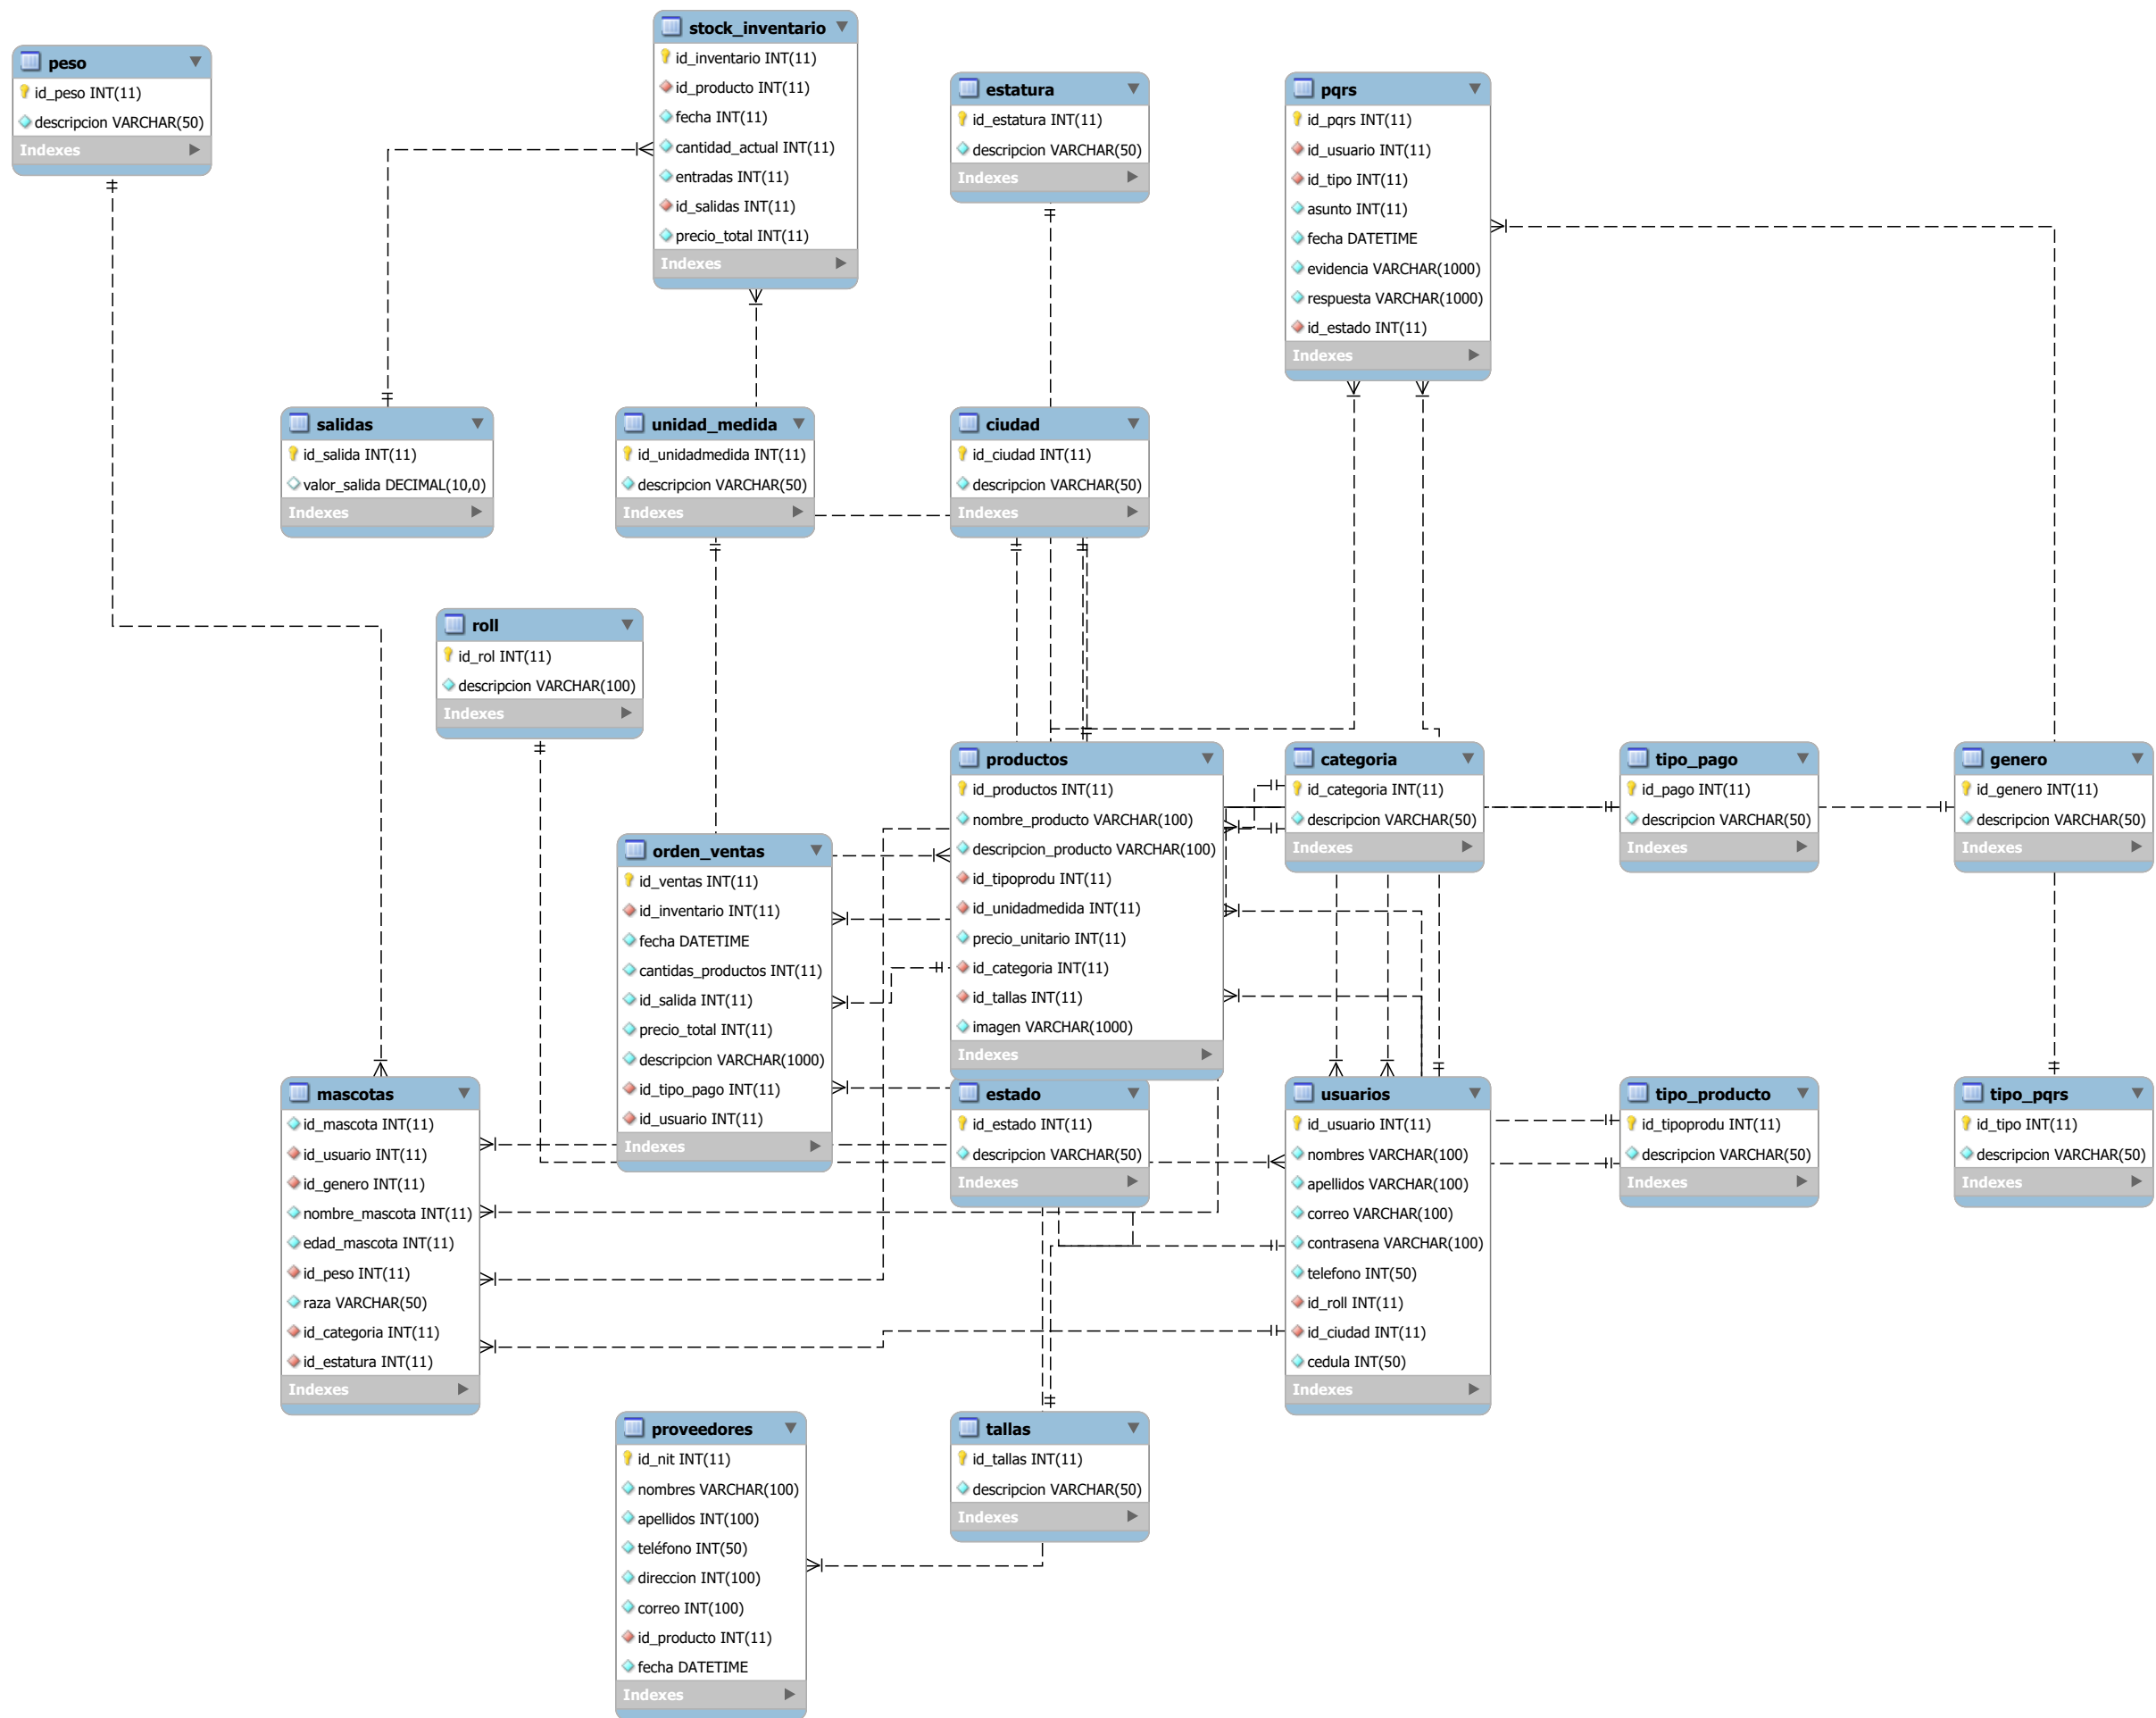 peso
id_peso INT(11)
descripcion VARCHAR(50)
Indexes
stock_inventario
id_inventario INT(11)
id_producto INT(11)
fecha INT(11)
cantidad_actual INT(11)
entradas INT(11)
id_salidas INT(11)
precio_total INT(11)
Indexes
estatura
id_estatura INT(11)
descripcion VARCHAR(50)
Indexes
pqrs
id_pqrs INT(11)
id_usuario INT(11)
id_tipo INT(11)
asunto INT(11)
fecha DATETIME
evidencia VARCHAR(1000)
respuesta VARCHAR(1000)
id_estado INT(11)
Indexes
salidas
id_salida INT(11)
valor_salida DECIMAL(10,0)
Indexes
unidad_medida
id_unidadmedida INT(11)
descripcion VARCHAR(50)
Indexes
ciudad
id_ciudad INT(11)
descripcion VARCHAR(50)
Indexes
roll
id_rol INT(11)
descripcion VARCHAR(100)
Indexes
orden_ventas
id_ventas INT(11)
id_inventario INT(11)
fecha DATETIME
cantidas_productos INT(11)
id_salida INT(11)
precio_total INT(11)
descripcion VARCHAR(1000)
id_tipo_pago INT(11)
id_usuario INT(11)
Indexes
productos
id_productos INT(11)
nombre_producto VARCHAR(100)
descripcion_producto VARCHAR(100)
id_tipoprodu INT(11)
id_unidadmedida INT(11)
precio_unitario INT(11)
id_categoria INT(11)
id_tallas INT(11)
imagen VARCHAR(1000)
Indexes
categoria
id_categoria INT(11)
descripcion VARCHAR(50)
Indexes
tipo_pago
id_pago INT(11)
descripcion VARCHAR(50)
Indexes
genero
id_genero INT(11)
descripcion VARCHAR(50)
Indexes
mascotas
id_mascota INT(11)
id_usuario INT(11)
id_genero INT(11)
nombre_mascota INT(11)
edad_mascota INT(11)
id_peso INT(11)
raza VARCHAR(50)
id_categoria INT(11)
id_estatura INT(11)
Indexes
estado
id_estado INT(11)
descripcion VARCHAR(50)
Indexes
usuarios
id_usuario INT(11)
nombres VARCHAR(100)
apellidos VARCHAR(100)
correo VARCHAR(100)
contrasena VARCHAR(100)
telefono INT(50)
id_roll INT(11)
id_ciudad INT(11)
cedula INT(50)
Indexes
tipo_producto
id_tipoprodu INT(11)
descripcion VARCHAR(50)
Indexes
tipo_pqrs
id_tipo INT(11)
descripcion VARCHAR(50)
Indexes
proveedores
id_nit INT(11)
nombres VARCHAR(100)
apellidos INT(100)
teléfono INT(50)
direccion INT(100)
correo INT(100)
id_producto INT(11)
fecha DATETIME
Indexes
tallas
id_tallas INT(11)
descripcion VARCHAR(50)
Indexes